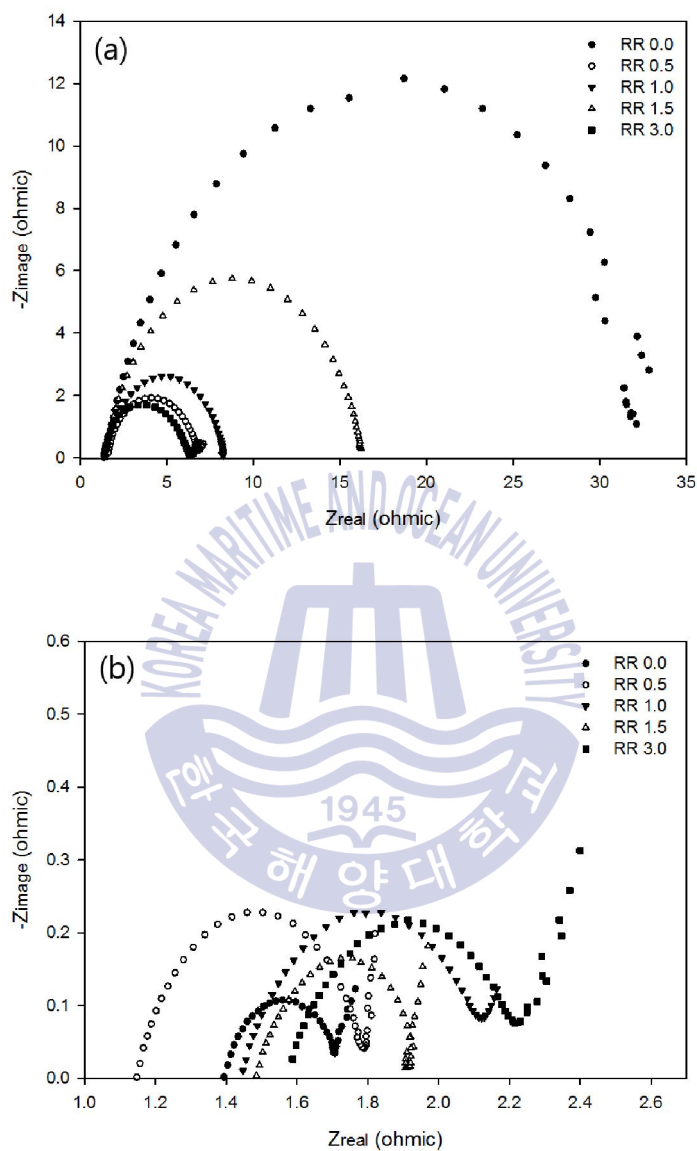 (a)
RR 0.0
RR 0.5
RR 1.0
RR 1.5
RR 3.0
14
12
10
8
6
4
2
0
-Zimage (ohmic)
0 5 10 15 20 25 30 35
Zreal (ohmic)
KOREA MARITIME AND OCEAN UNIVERSITY
1945
한국해양대학교
(b)
RR 0.0
RR 0.5
RR 1.0
RR 1.5
RR 3.0
0.6
0.5
0.4
0.3
0.2
0.1
0.0
-Zimage (ohmic)
1.0 1.2 1.4 1.6 1.8 2.0 2.2 2.4 2.6
Zreal (ohmic)